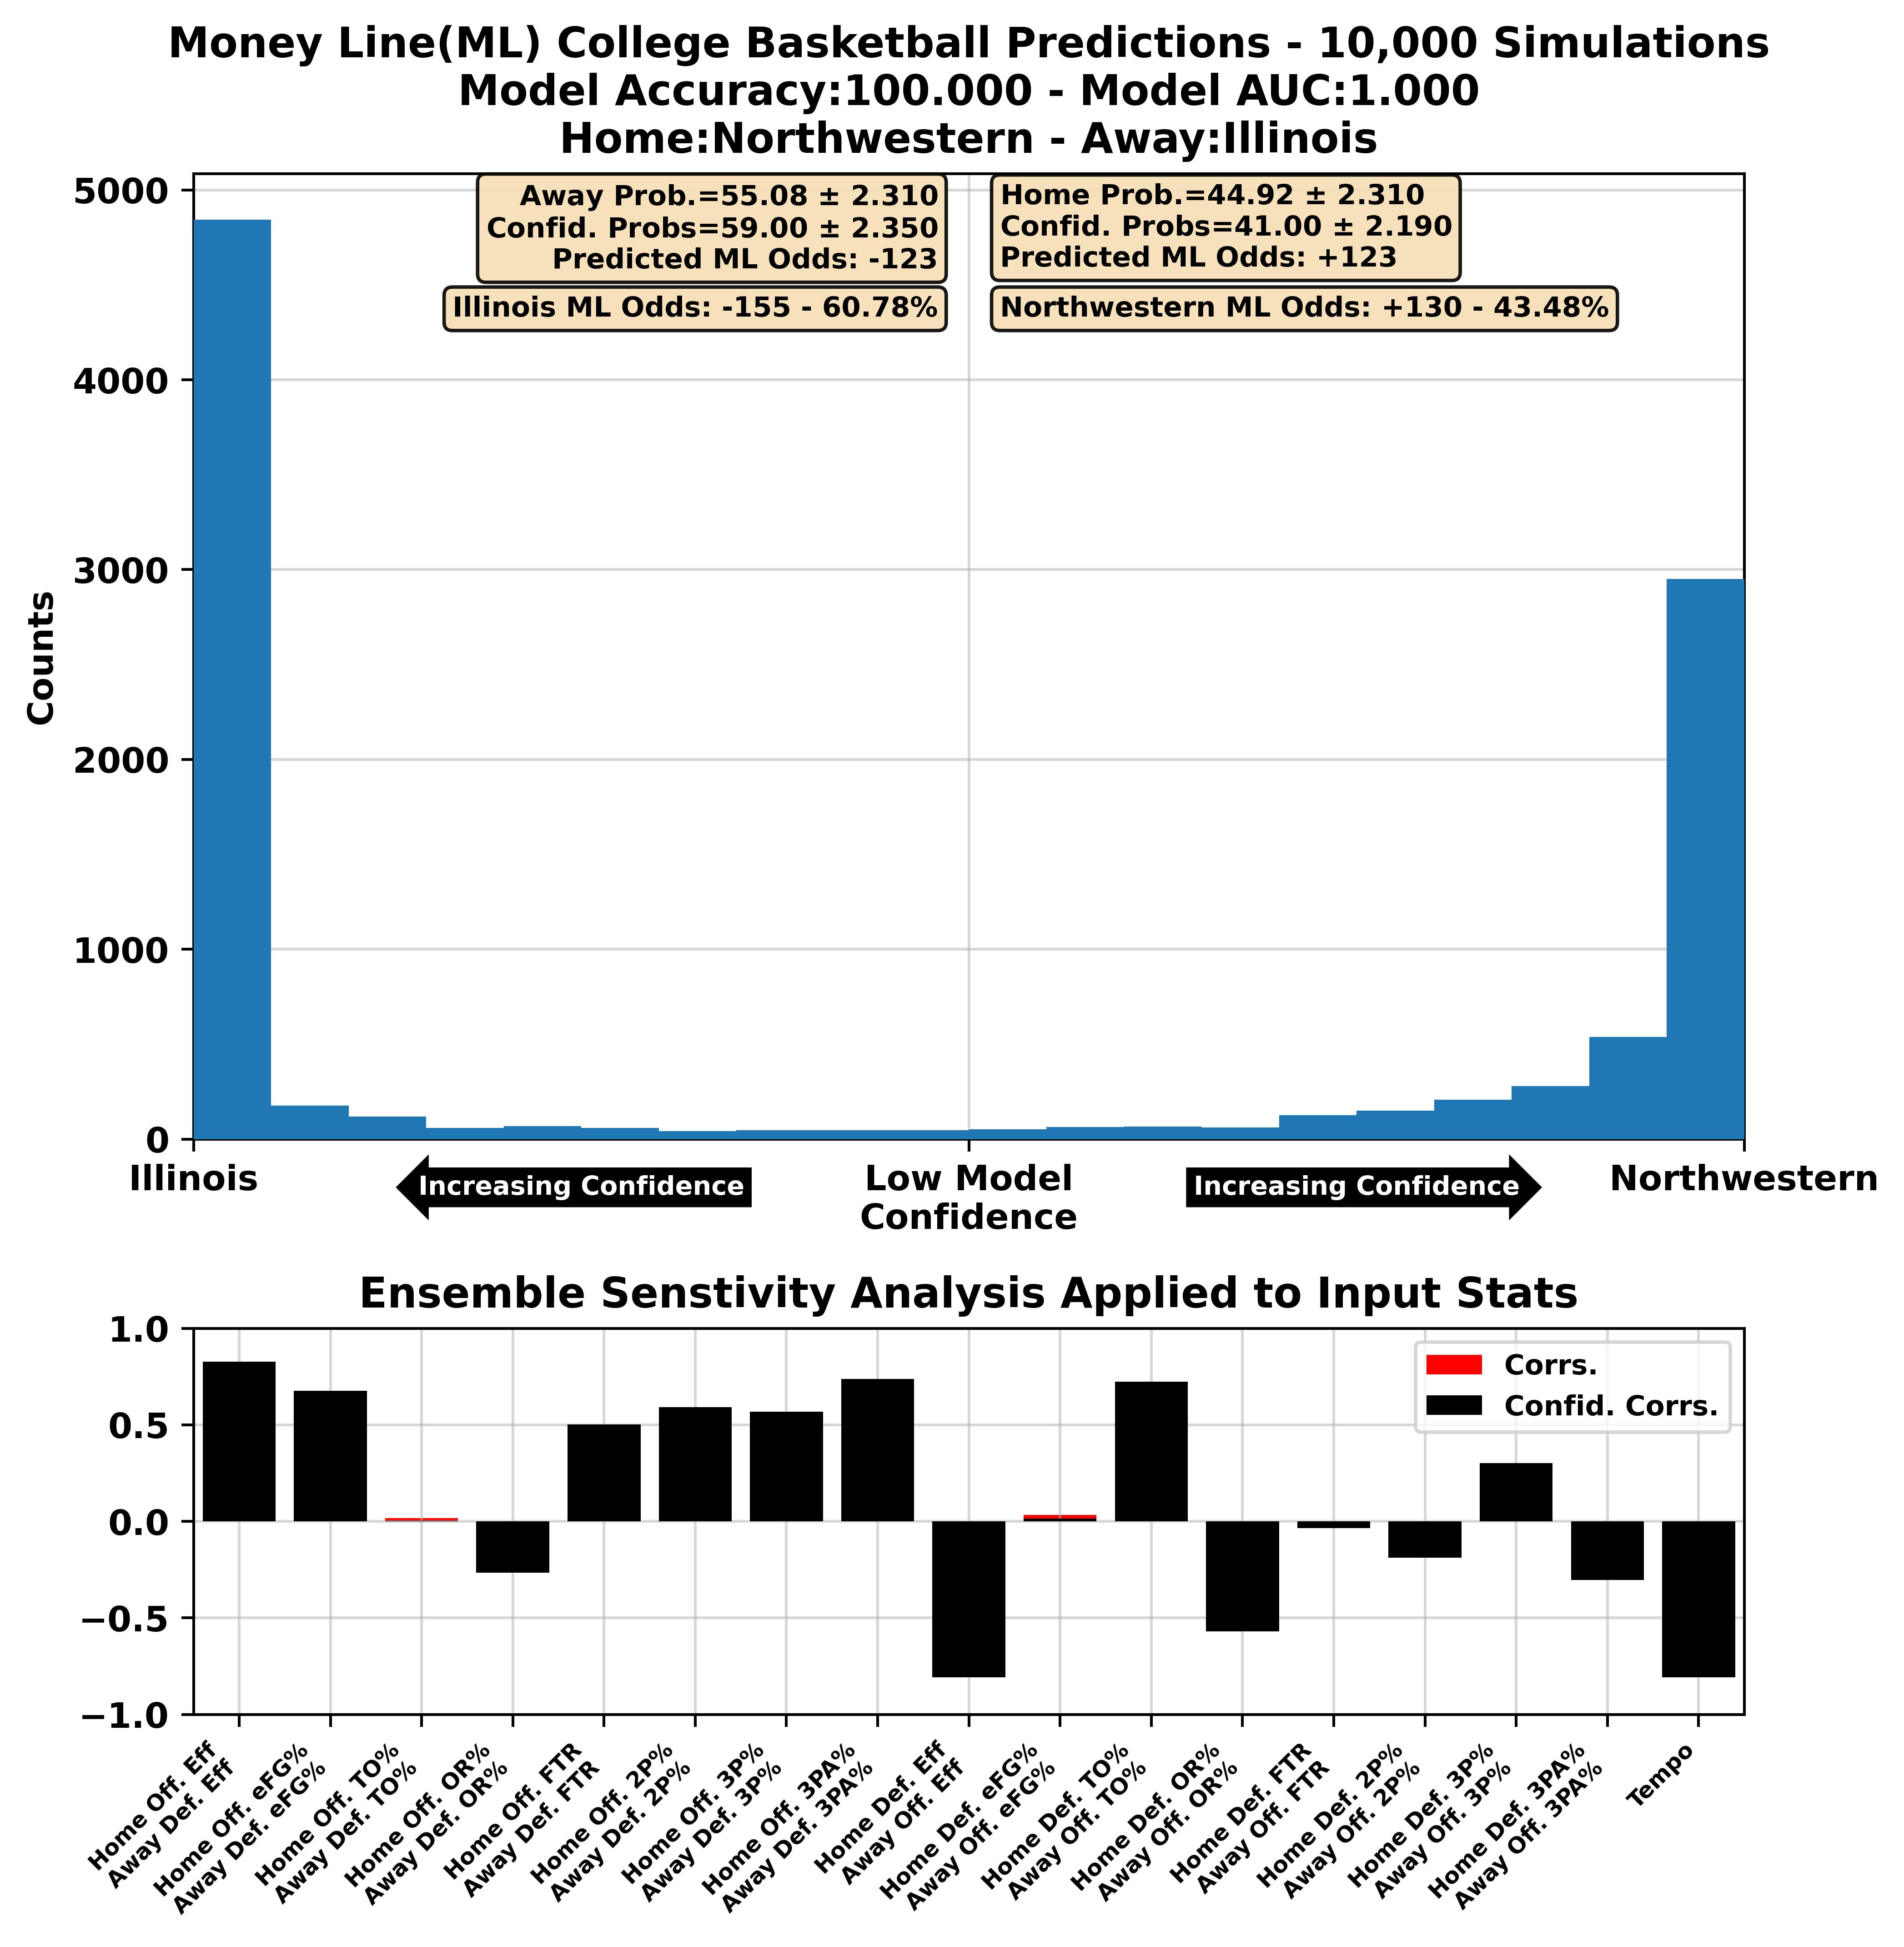 Money Line(ML) College Basketball Predictions - 10,000 Simulations
Model Accuracy:100.000 - Model AUC:1.000
Home:Northwestern - Away:Illinois
Away Prob.=55.08 ± 2.310
Confid. Probs=59.00 ± 2.350
Predicted ML Odds: -123
Illinois ML Odds: -155 - 60.78%
Home Prob.=44.92 ± 2.310
Confid. Probs=41.00 ± 2.190
Predicted ML Odds: +123
Northwestern ML Odds: +130 - 43.48%
5000
4000
3000
2000
1000
0
Counts
Illinois
Increasing Confidence
Low Model
Confidence
Increasing Confidence
Northwestern
Ensemble Senstivity Analysis Applied to Input Stats
1.0
0.5
0.0
−0.5
−1.0
Corrs.
Confid. Corrs.
Home Off. Eff
Away Def. Eff
Home Off. eFG%
Away Def. eFG%
Home Off. TO%
Away Def. TO%
Home Off. OR%
Away Def. OR%
Home Off. FTR
Away Def. FTR
Home Off. 2P%
Away Def. 2P%
Home Off. 3P%
Away Def. 3P%
Home Off. 3PA%
Away Def. 3PA%
Home Def. Eff
Away Off. Eff
Home Def. eFG%
Away Off. eFG%
Home Def. TO%
Away Off. TO%
Home Def. OR%
Away Off. OR%
Home Def. FTR
Away Off. FTR
Home Def. 2P%
Away Off. 2P%
Home Def. 3P%
Away Off. 3P%
Home Def. 3PA%
Away Off. 3PA%
Tempo